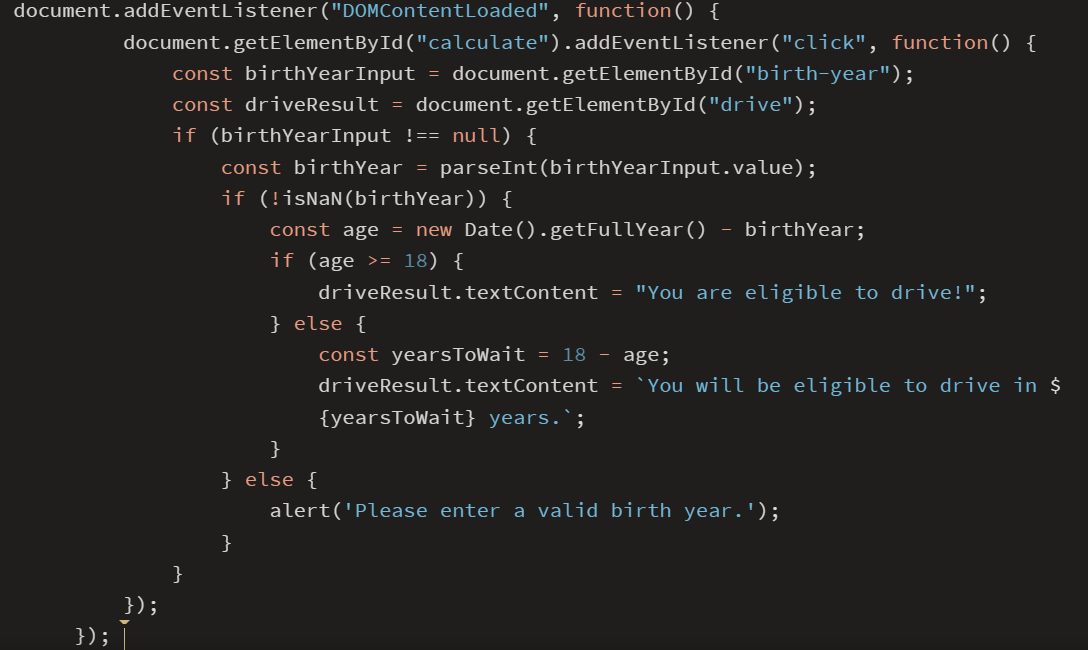 document.addEventListener("DOMContentLoaded", function() {
document.getElementById("calculate").addEventListener("click", function() {
const birthYearInput = document.getElementById("birth-year");
const driveResult = document.getElementById("drive");
if (birthYearInput !== null) {
const birthYear = parseInt(birthYearInput.value);
if (!isNaN(birthYear)) {
const age = new Date().getFullYear() - birthYear;
if (age >= 18) {
driveResult.textContent = "You are eligible to drive!";
} else {
const yearsToWait = 18 - age;
driveResult.textContent = `You will be eligible to drive in $
{yearsToWait} years.`;
}
} else {
alert('Please enter a valid birth year.');
}
}
});
});